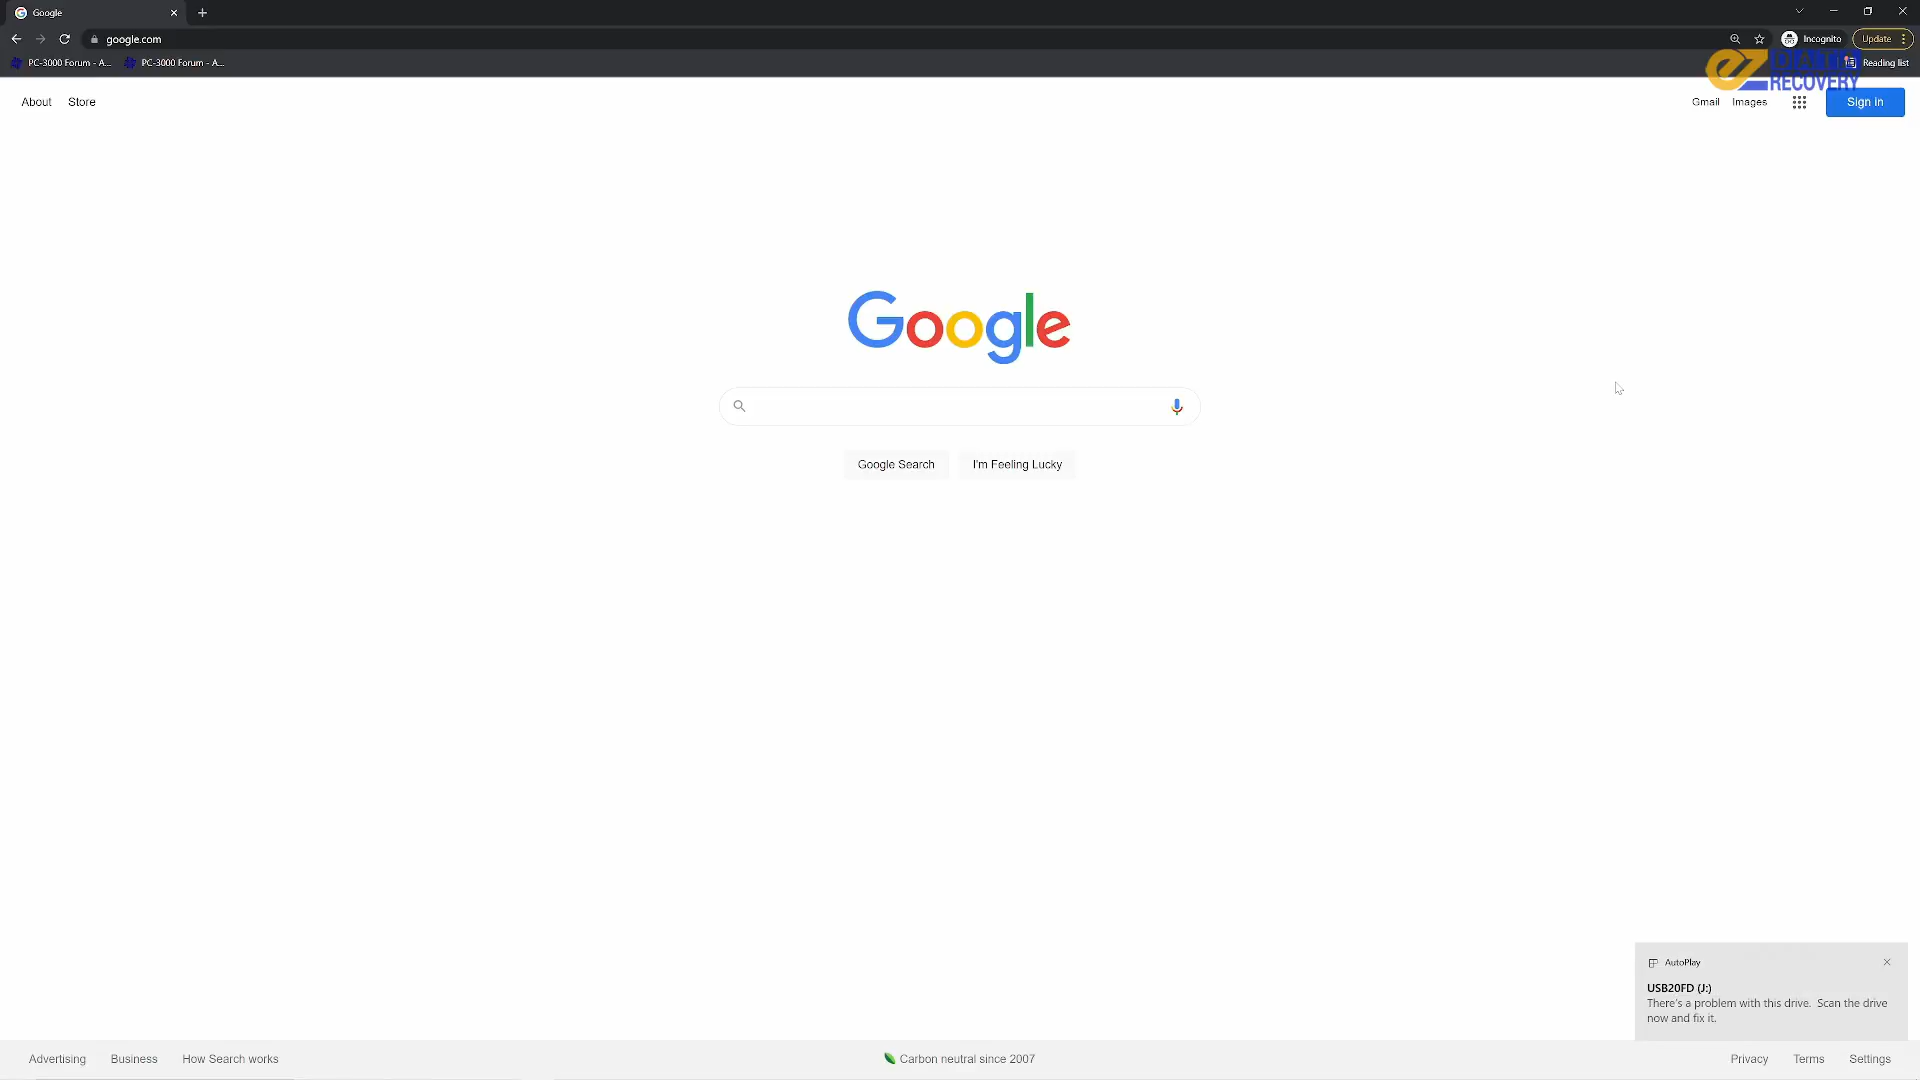 Google
google.com
Incognito
Update
PC-3000 Forum - A...
PC-3000 Forum - A...
Reading list
ez
RECOVERY
About
Store
Gmail
Images
Sign in
Google
Google Search
I'm Feeling Lucky
AutoPlay
USB20FD (J:)
There's a problem with this drive. Scan the drive
now and fix it.
Advertising
Business
How Search works
Carbon neutral since 2007
Privacy
Terms
Settings